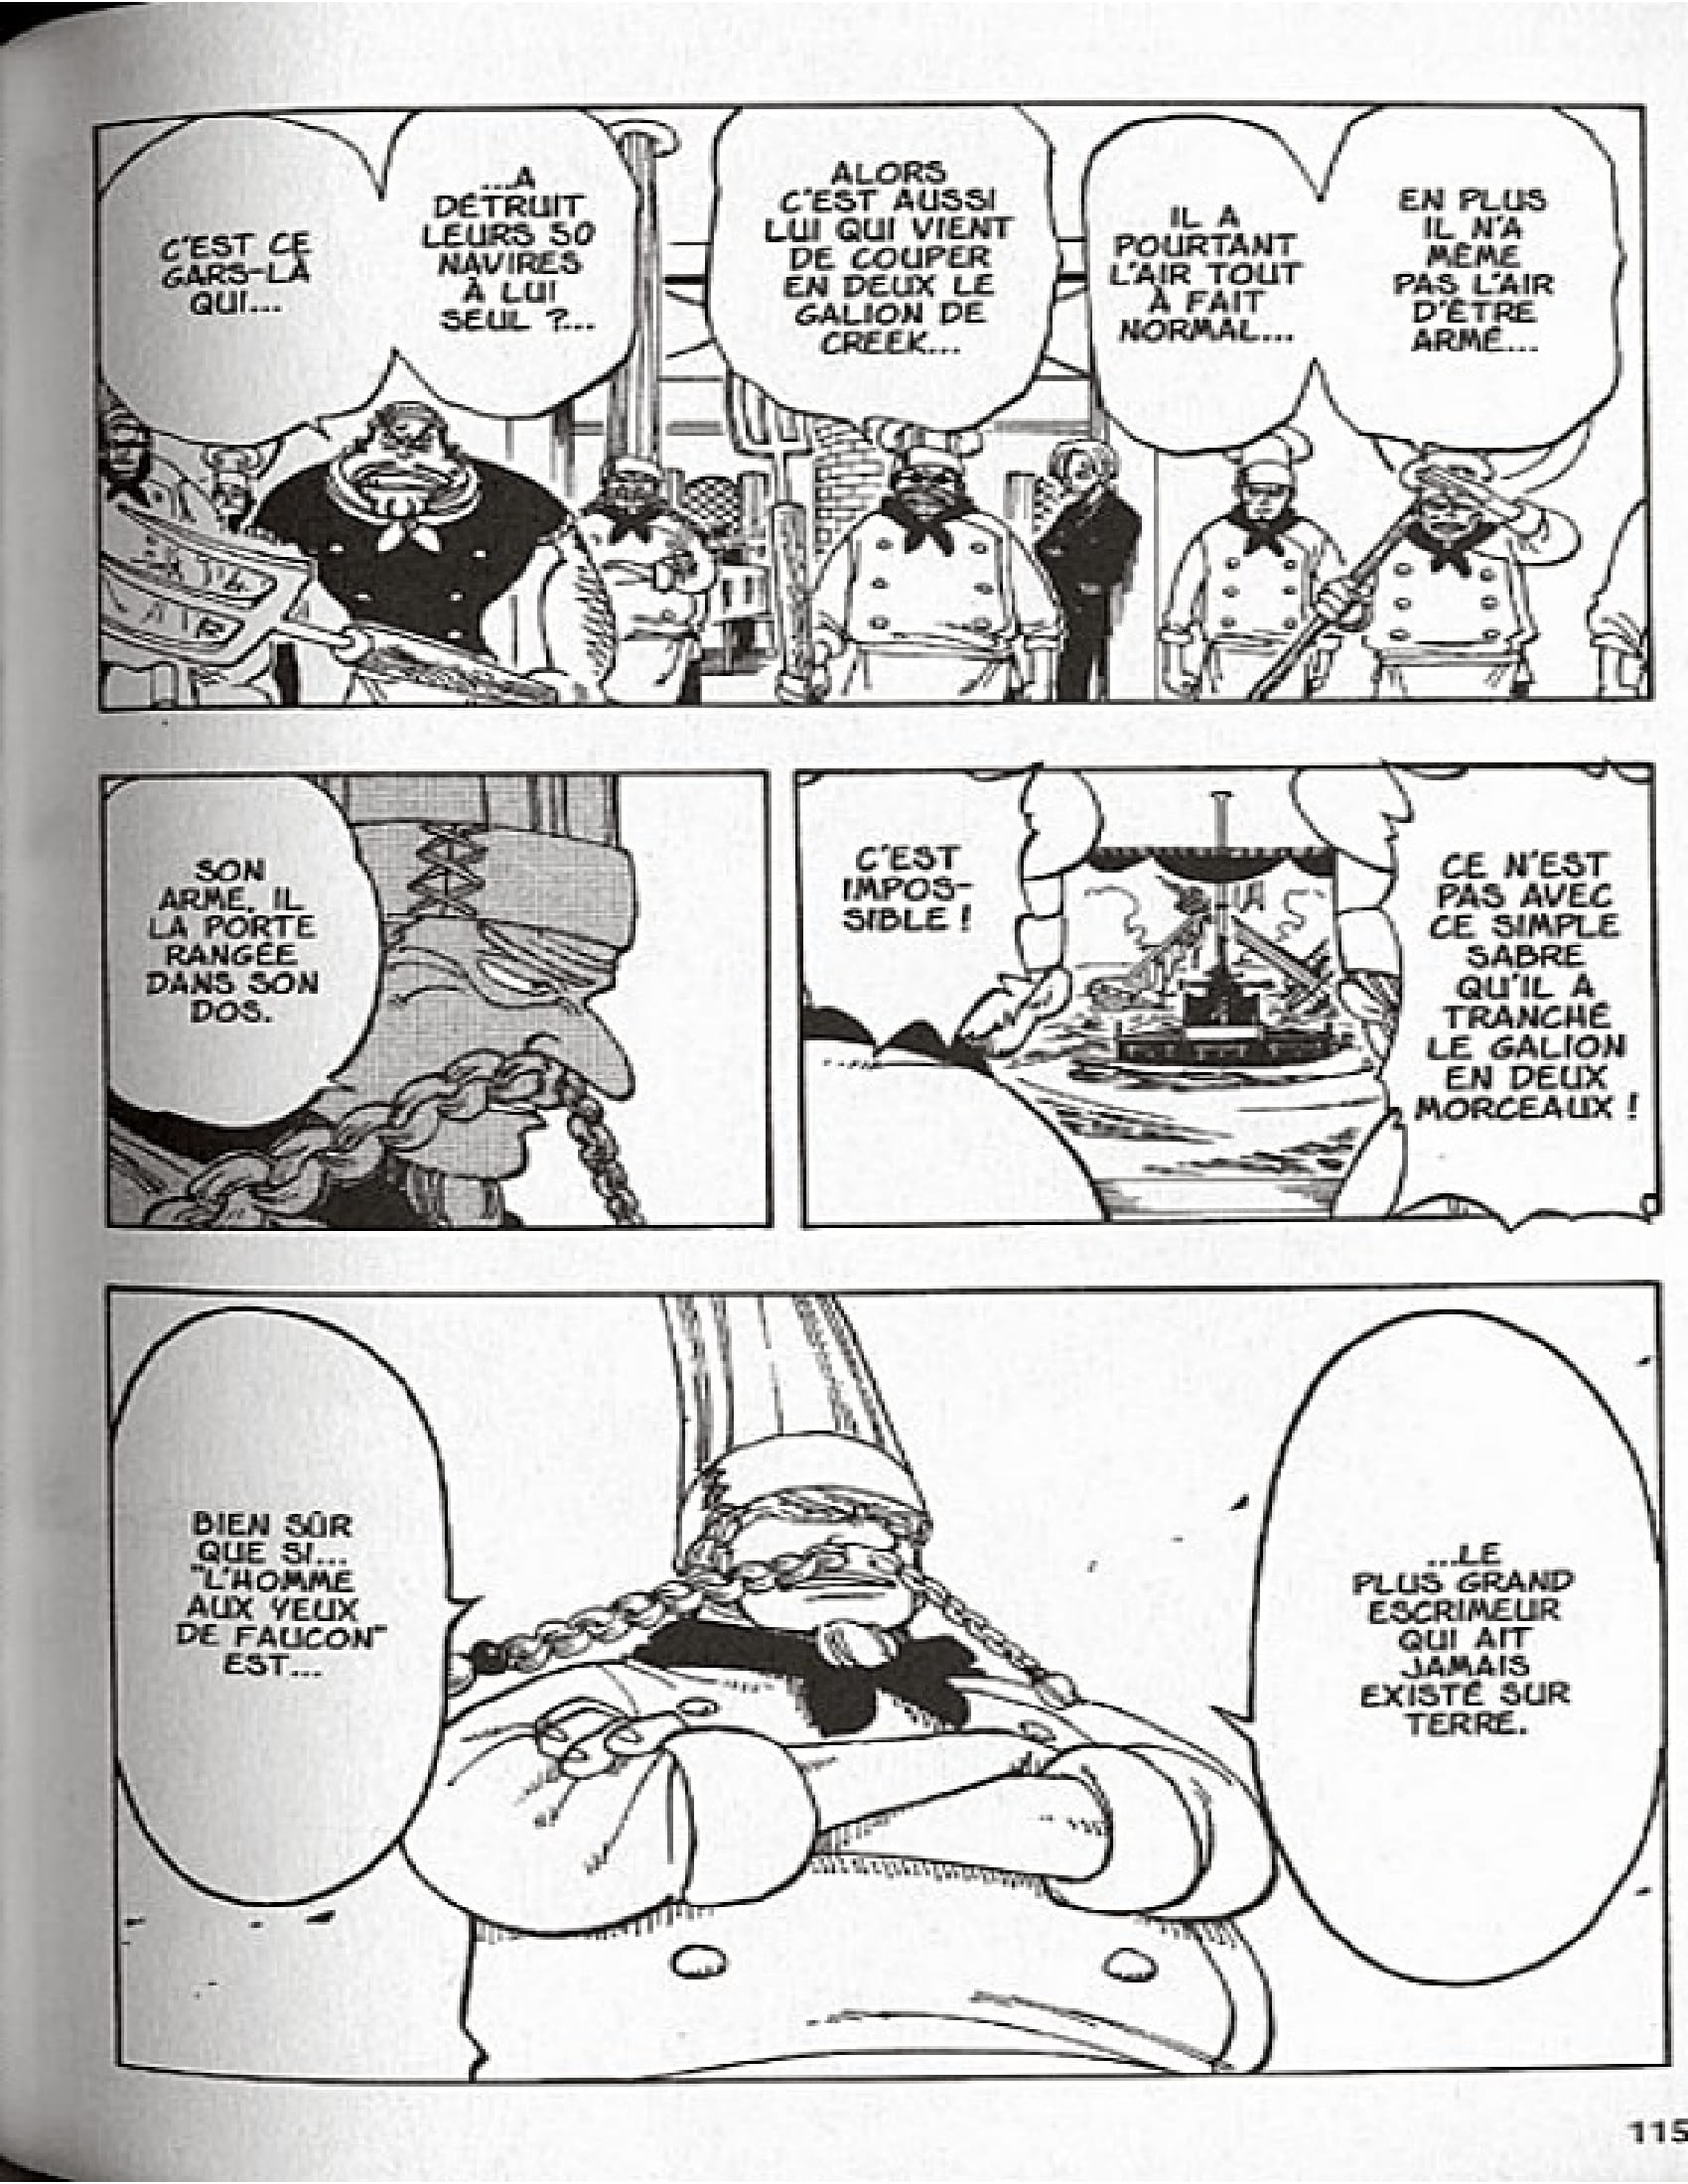 C'EST CE
GARS-LÀ
QUI...
...A
DÉTRUIT
LEURS 50
NAVIRES
À LUI
SEUL ?...
ALORS
C'EST AUSSI
LUI QUI VIENT
DE COUPER
EN DEUX LE
GALION DE
CREEK...
IL A
POURTANT
L'AIR TOUT
À FAIT
NORMAL...
EN PLUS
IL N'A
MÊME
PAS L'AIR
D'ÊTRE
ARMÉ...
SON
ARME, IL
LA PORTE
RANGÉE
DANS SON
DOS.
C'EST
IMPOS-
SIBLE !
CE N'EST
PAS AVEC
CE SIMPLE
SABRE
QU'IL A
TRANCHÉ
LE GALION
EN DEUX
MORCEAUX !
BIEN SÛR
QUE SI...
"L'HOMME
AUX YEUX
DE FAUCON"
EST...
...LE
PLUS GRAND
ESCRIMEUR
QUI AIT
JAMAIS
EXISTÉ SUR
TERRE.
115